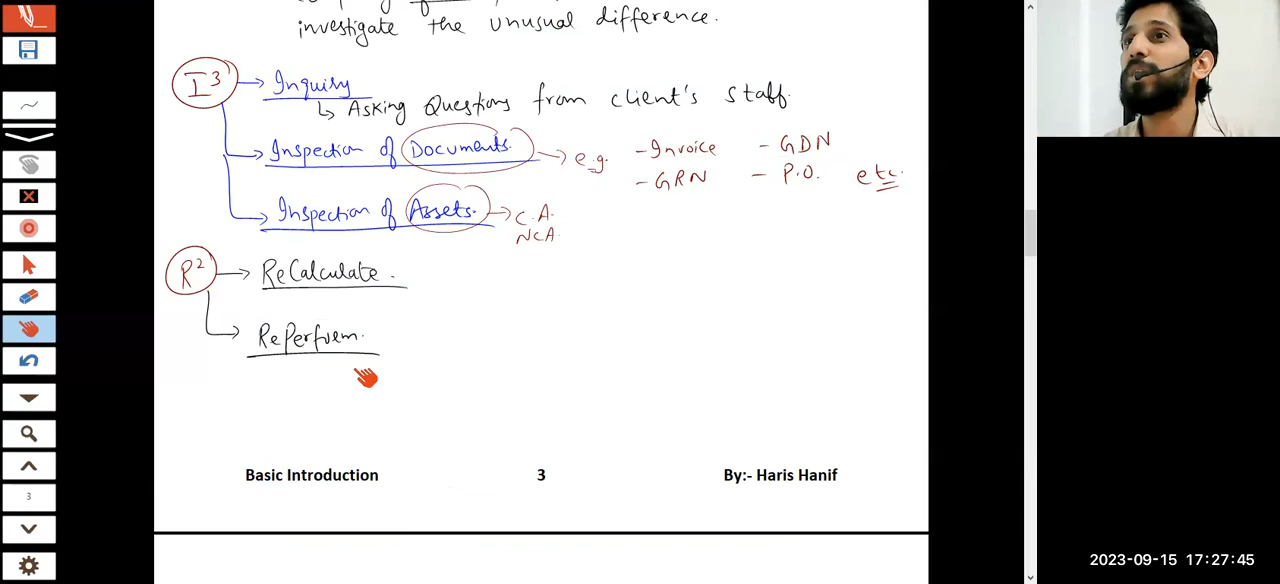 investigate the unusual difference.
I³ → Inquiry
↳ Asking Questions from client's staff.
→ Inspection of Documents. → e.g. - Invoice - GDN
- GRN - P.O. etc.
→ Inspection of Assets. → C.A.
NCA.
R² → ReCalculate.
→ RePerform.
Basic Introduction 3 By:- Haris Hanif
3
2023-09-15 17:27:45